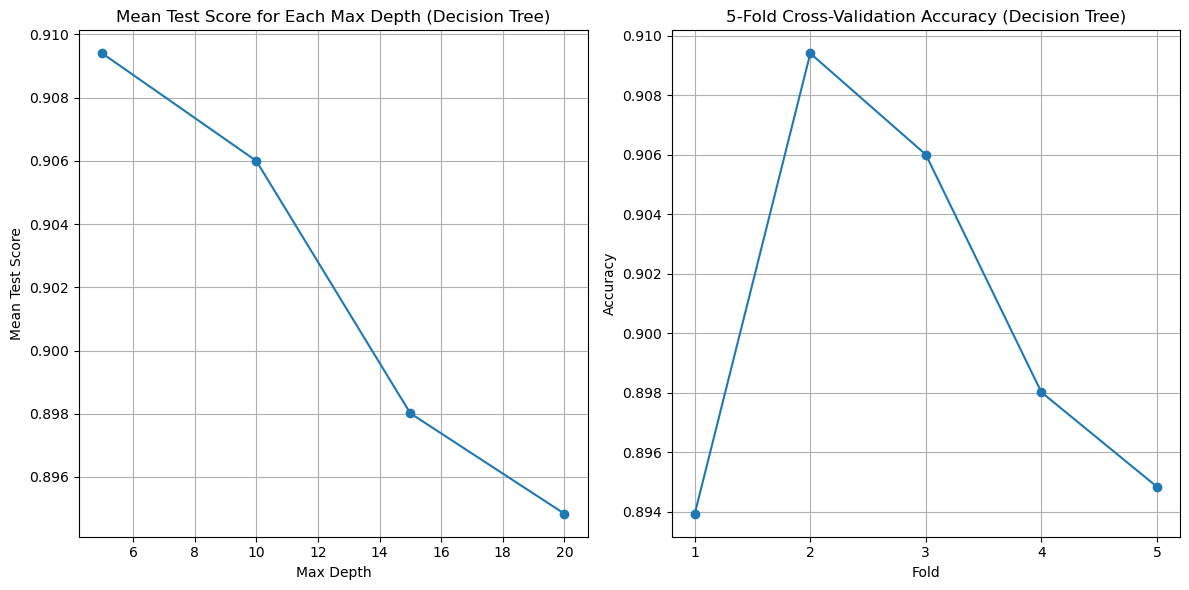 Mean Test Score for Each Max Depth (Decision Tree)
0.910
0.908
0.906
0.904
0.902
0.900
0.898
0.896
Mean Test Score
6 8 10 12 14 16 18 20
Max Depth
5-Fold Cross-Validation Accuracy (Decision Tree)
0.910
0.908
0.906
0.904
0.902
0.900
0.898
0.896
0.894
Accuracy
1 2 3 4 5
Fold